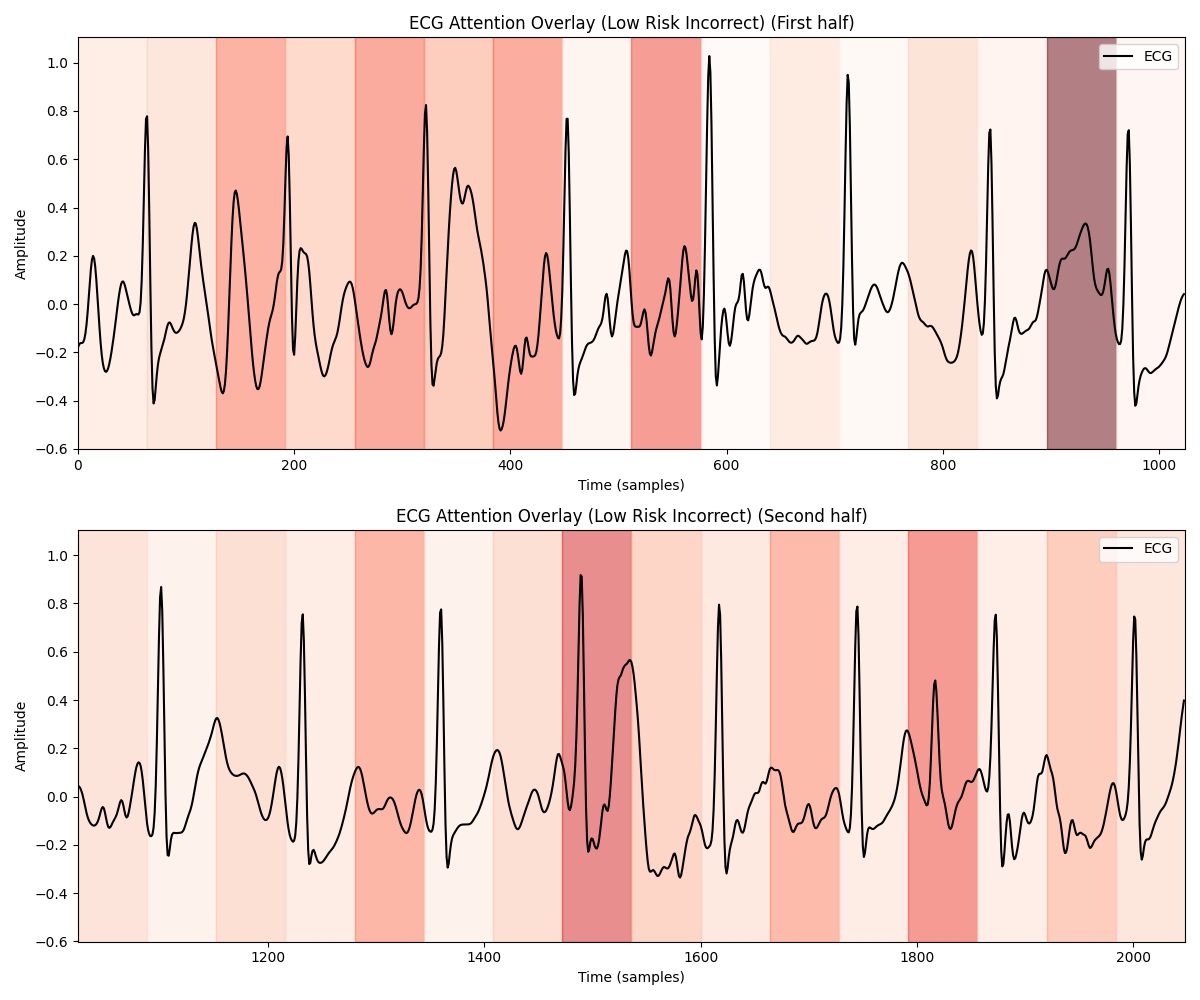 ECG Attention Overlay (Low Risk Incorrect) (First half)
ECG
Amplitude
1.0
0.8
0.6
0.4
0.2
0.0
−0.2
−0.4
−0.6
0 200 400 600 800 1000
Time (samples)
ECG Attention Overlay (Low Risk Incorrect) (Second half)
ECG
Amplitude
1.0
0.8
0.6
0.4
0.2
0.0
−0.2
−0.4
−0.6
1200 1400 1600 1800 2000
Time (samples)